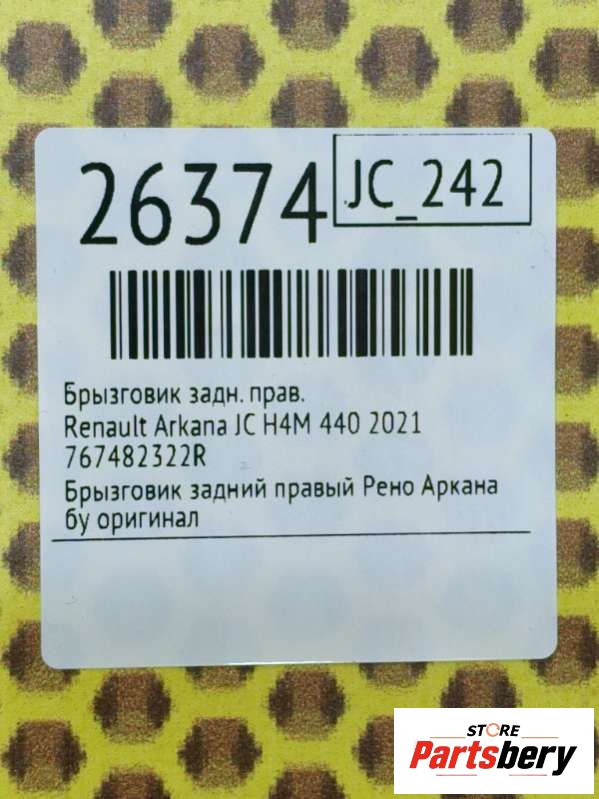 26374
JC_242
Брызговик задн. прав.
Renault Arkana JC H4M 440 2021
767482322R
Брызговик задний правый Рено Аркана
бу оригинал
STORE
Partsbery